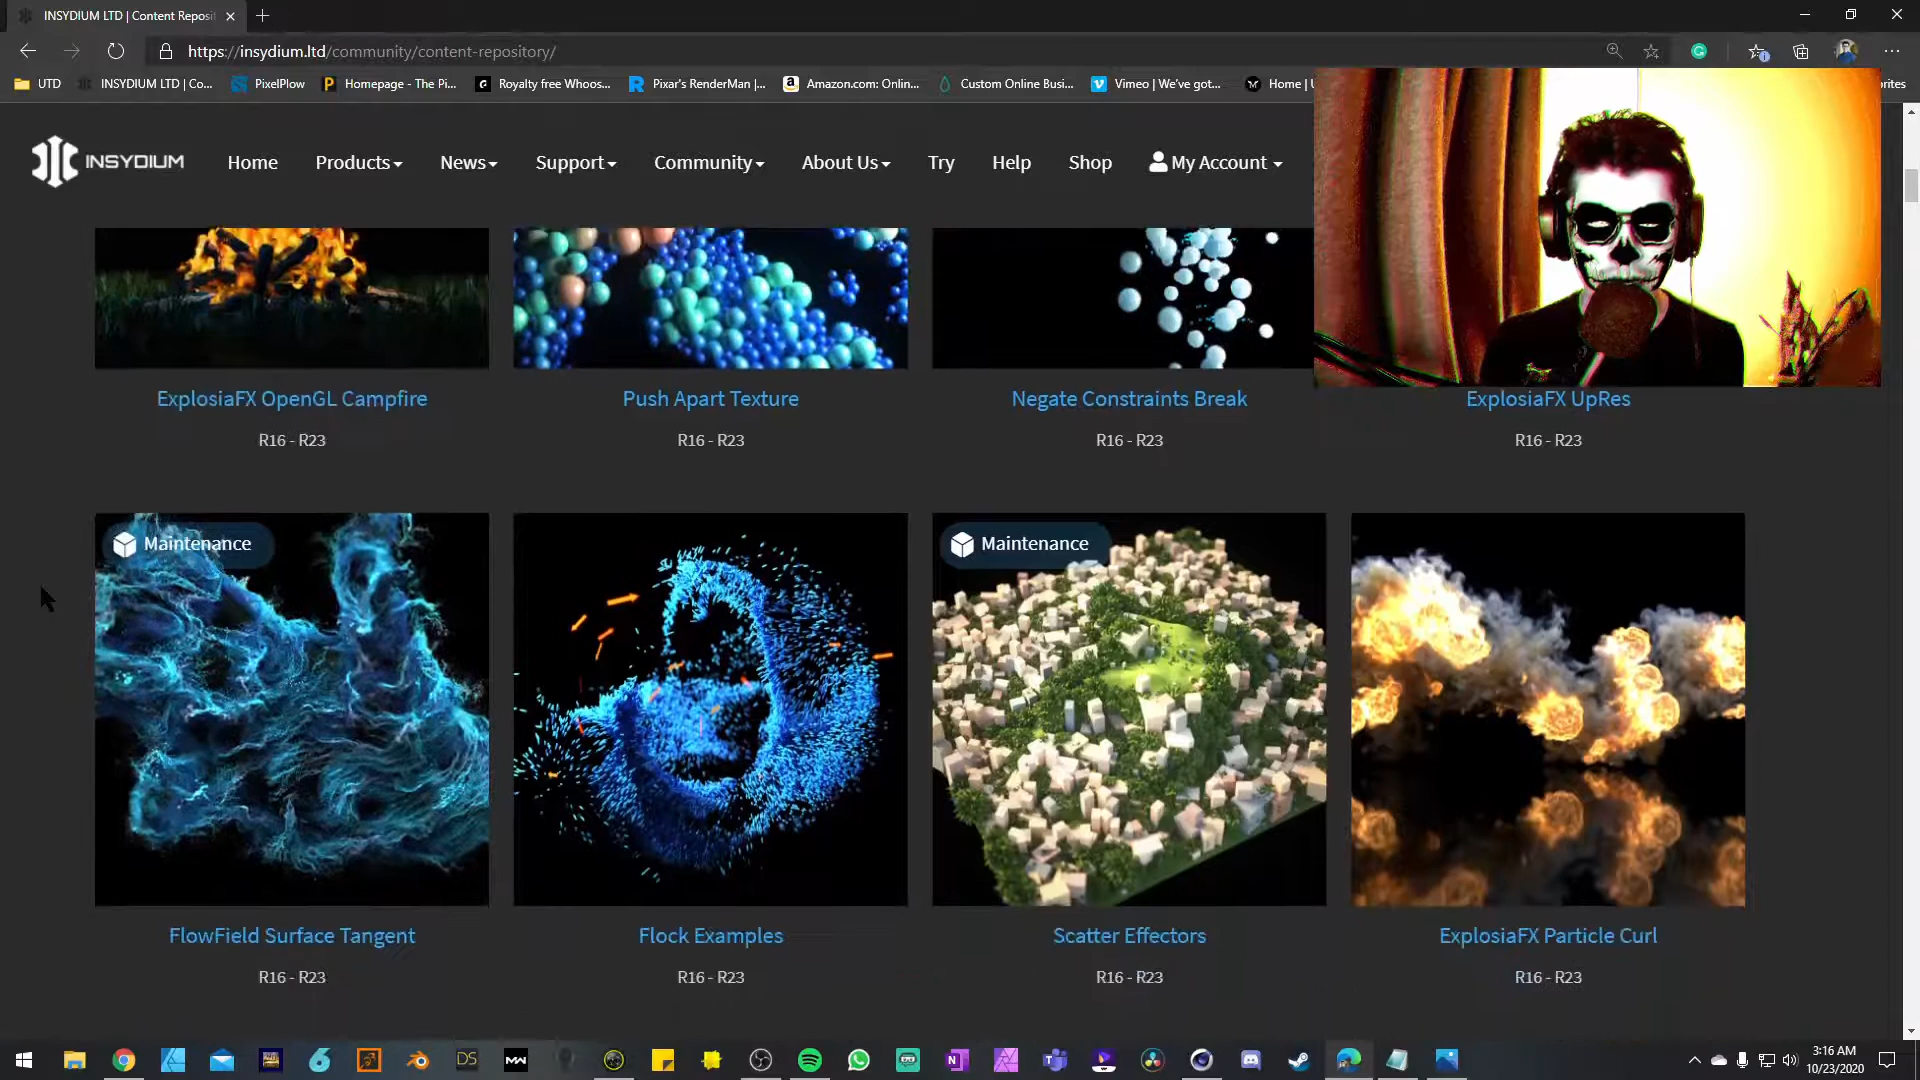 INSYDIUM LTD | Content Reposit
https://insydium.ltd/community/content-repository/
UTD
INSYDIUM LTD | Co...
PixelPlow
Homepage - The Pi...
Royalty free Whoos...
Pixar's RenderMan |...
Amazon.com: Onlin...
Custom Online Busi...
Vimeo | We've got...
Home | U
rites
INSYDIUM
Home
Products
News
Support
Community
About Us
Try
Help
Shop
My Account
ExplosiaFX OpenGL Campfire
R16 - R23
Push Apart Texture
R16 - R23
Negate Constraints Break
R16 - R23
ExplosiaFX UpRes
R16 - R23
Maintenance
Maintenance
FlowField Surface Tangent
R16 - R23
Flock Examples
R16 - R23
Scatter Effectors
R16 - R23
ExplosiaFX Particle Curl
R16 - R23
DS
MW
3:16 AM
10/23/2020